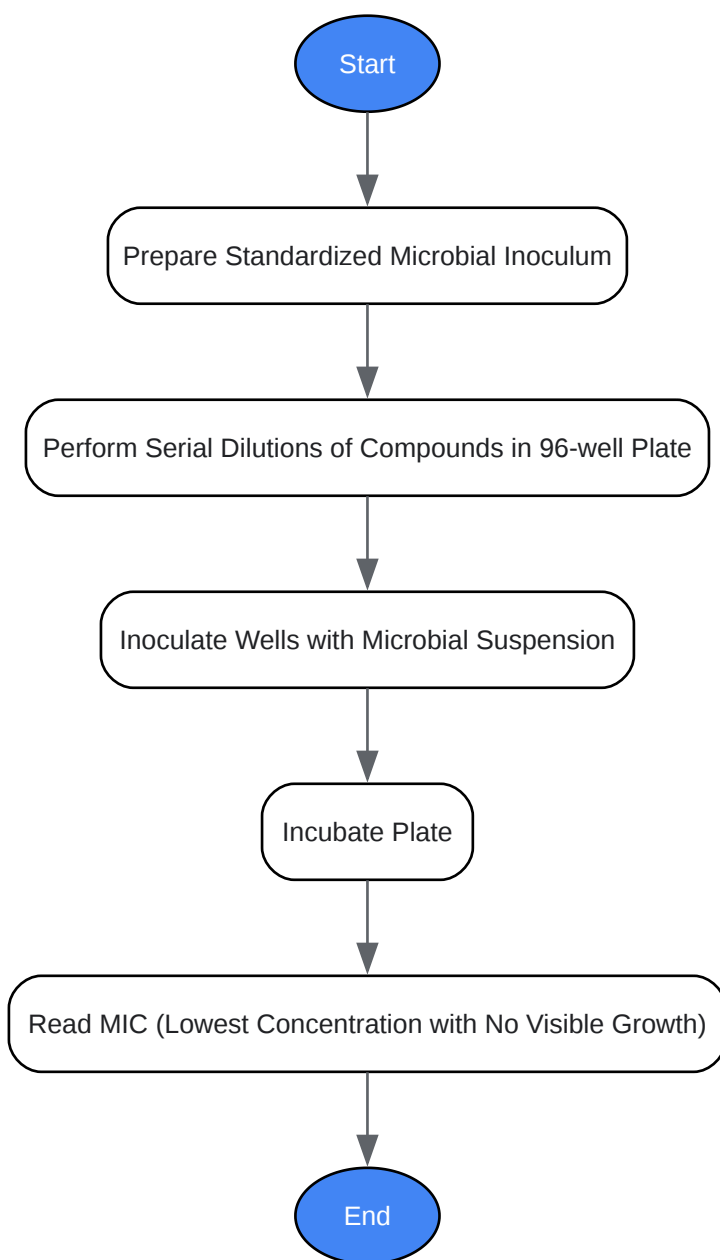 Start
Prepare Standardized Microbial Inoculum
Perform Serial Dilutions of Compounds in 96-well Plate
Inoculate Wells with Microbial Suspension
Incubate Plate
Read MIC (Lowest Concentration with No Visible Growth)
End